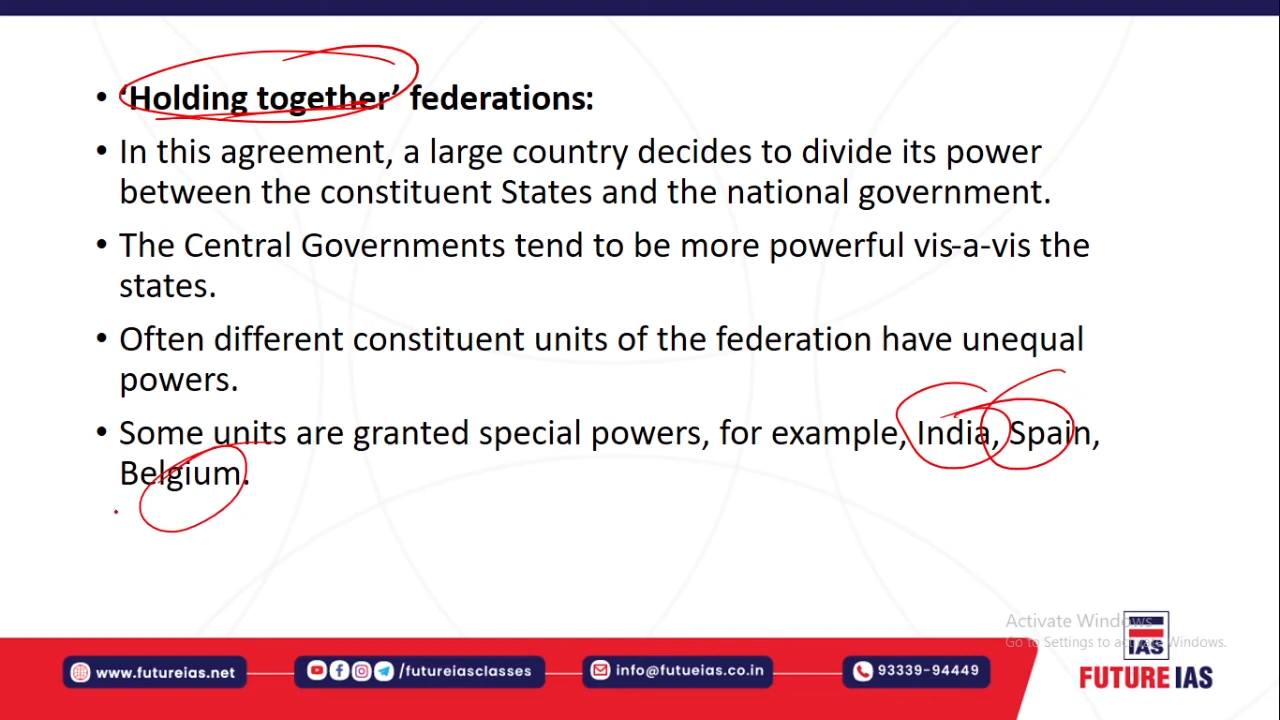 • ‘Holding together’ federations:
• In this agreement, a large country decides to divide its power
between the constituent States and the national government.
• The Central Governments tend to be more powerful vis-a-vis the
states.
• Often different constituent units of the federation have unequal
powers.
• Some units are granted special powers, for example, India, Spain,
Belgium.
Activate Windows
Go to Settings to activate Windows.
IAS
FUTURE IAS
www.futureias.net
/futureiasclasses
info@futueias.co.in
93339-94449